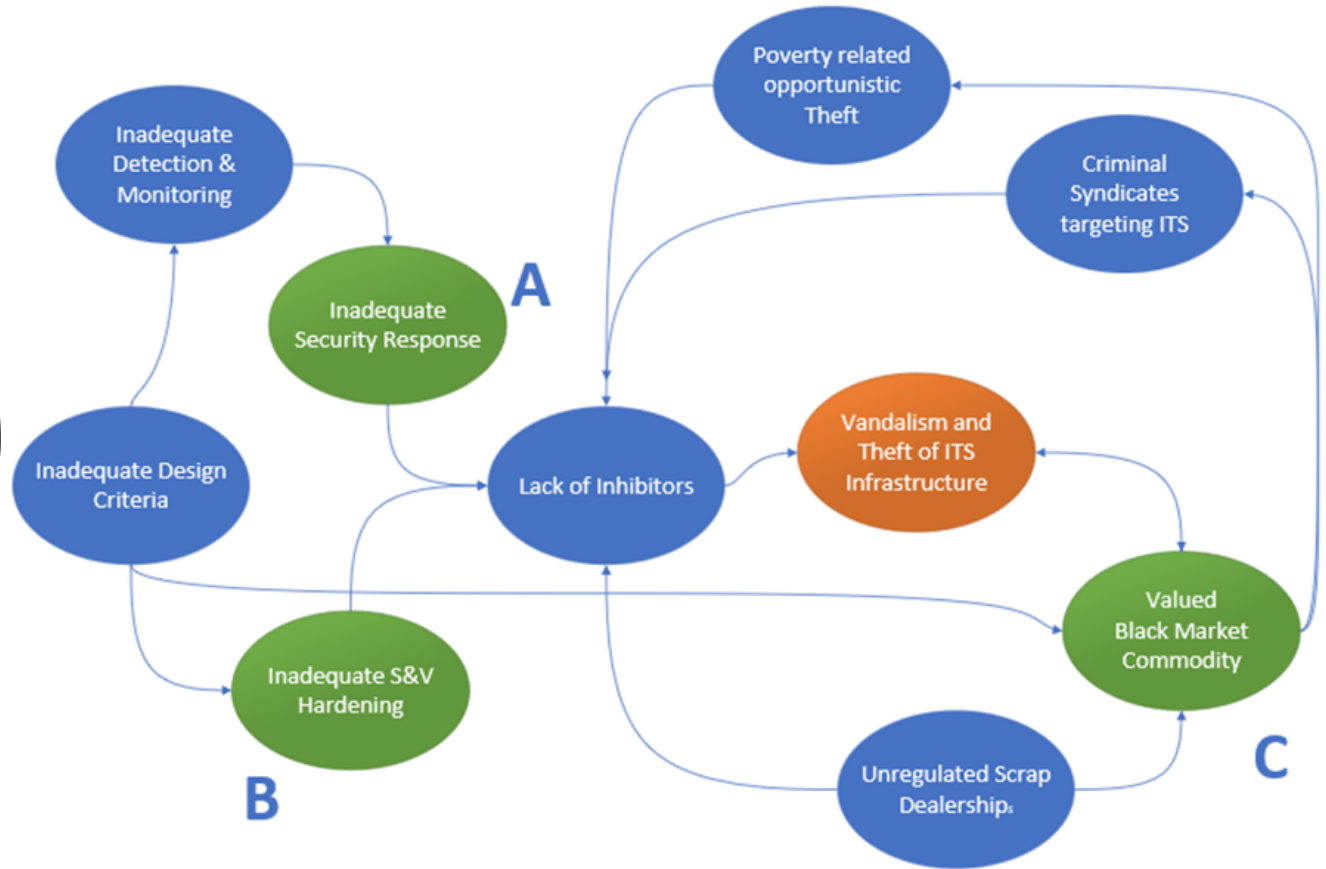 Poverty related
opportunistic
Theft
Inadequate
Detection &
Monitoring
Criminal
Syndicates
targeting ITS
A
Inadequate
Security Response
Vandalism and
Theft of ITS
Infrastructure
Inadequate Design
Criteria
Lack of Inhibitors
Valued
Black Market
Commodity
Inadequate S&V
Hardening
B
C
Unregulated Scrap
Dealerships